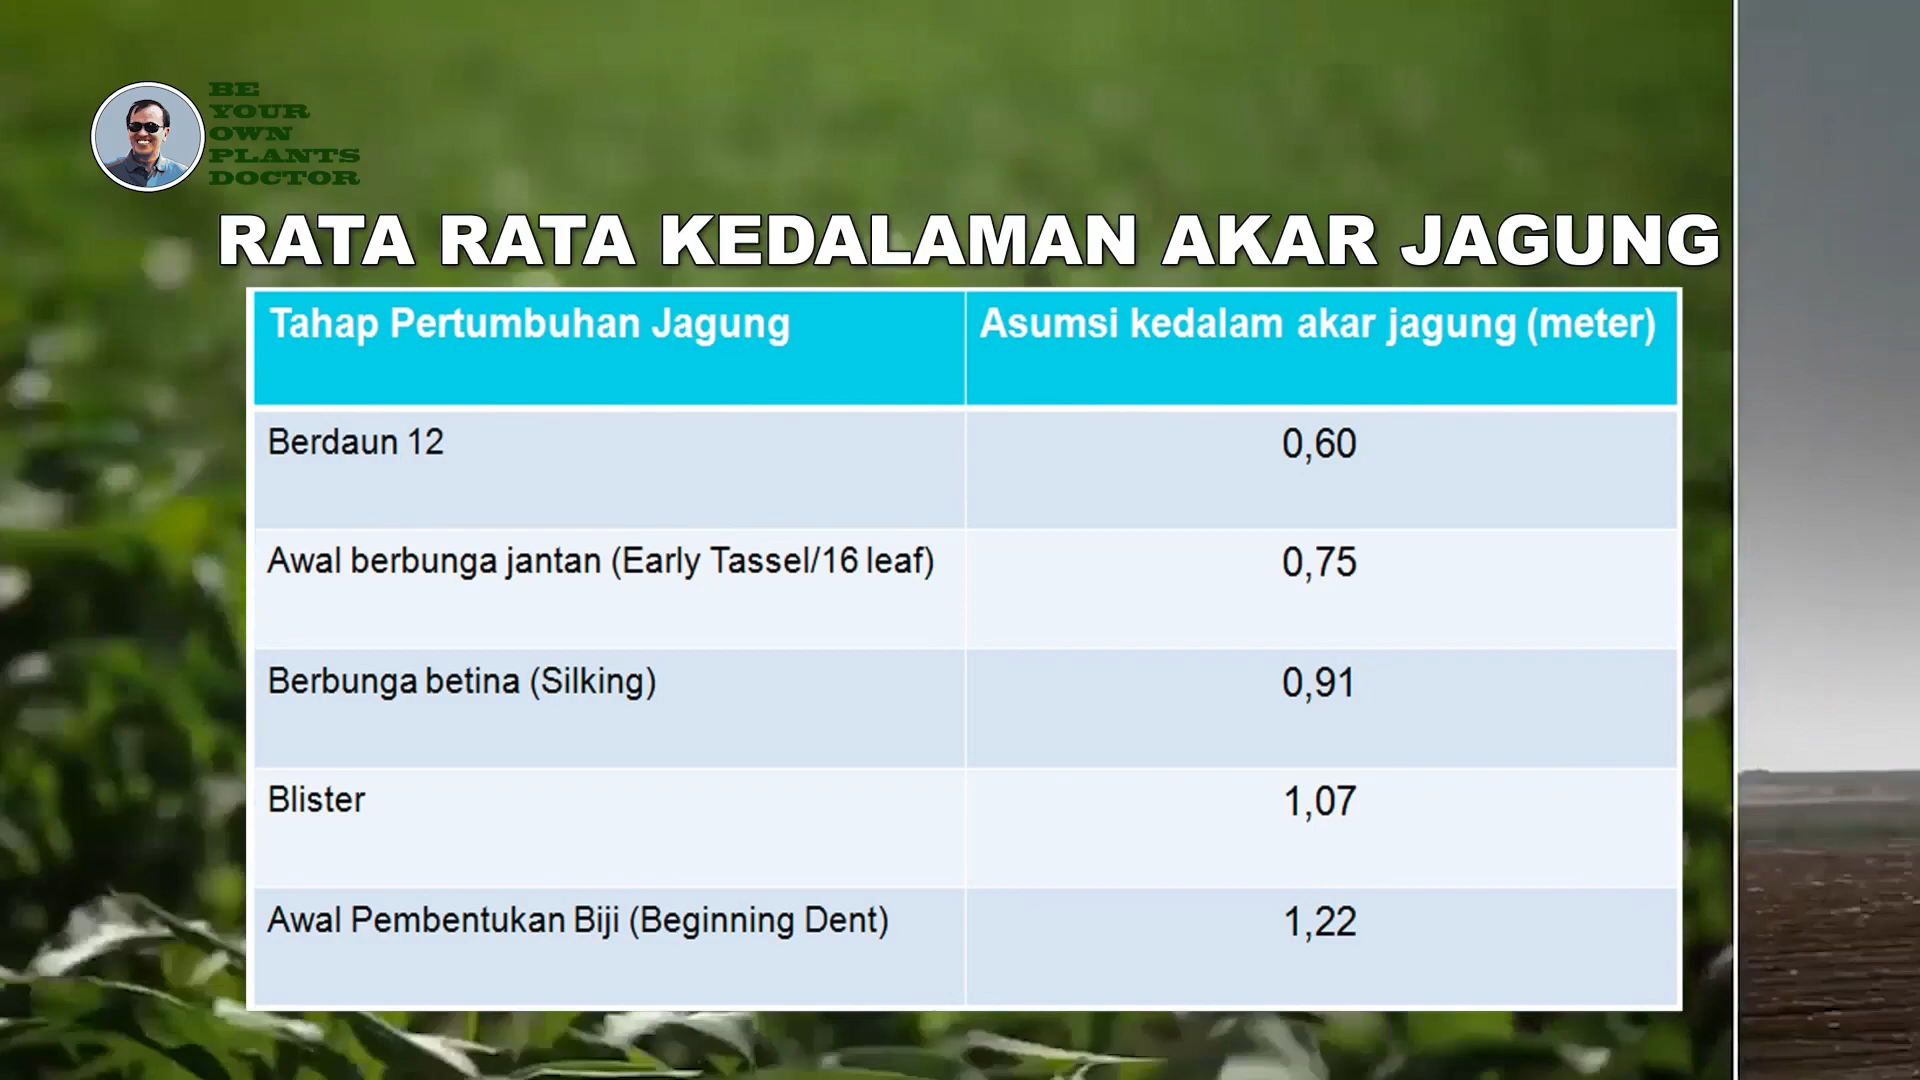 BE
YOUR
OWN
PLANTS
DOCTOR
RATA RATA KEDALAMAN AKAR JAGUNG
Tahap Pertumbuhan Jagung Asumsi kedalam akar jagung (meter)
Berdaun 12 0,60
Awal berbunga jantan (Early Tassel/16 leaf) 0,75
Berbunga betina (Silking) 0,91
Blister 1,07
Awal Pembentukan Biji (Beginning Dent) 1,22